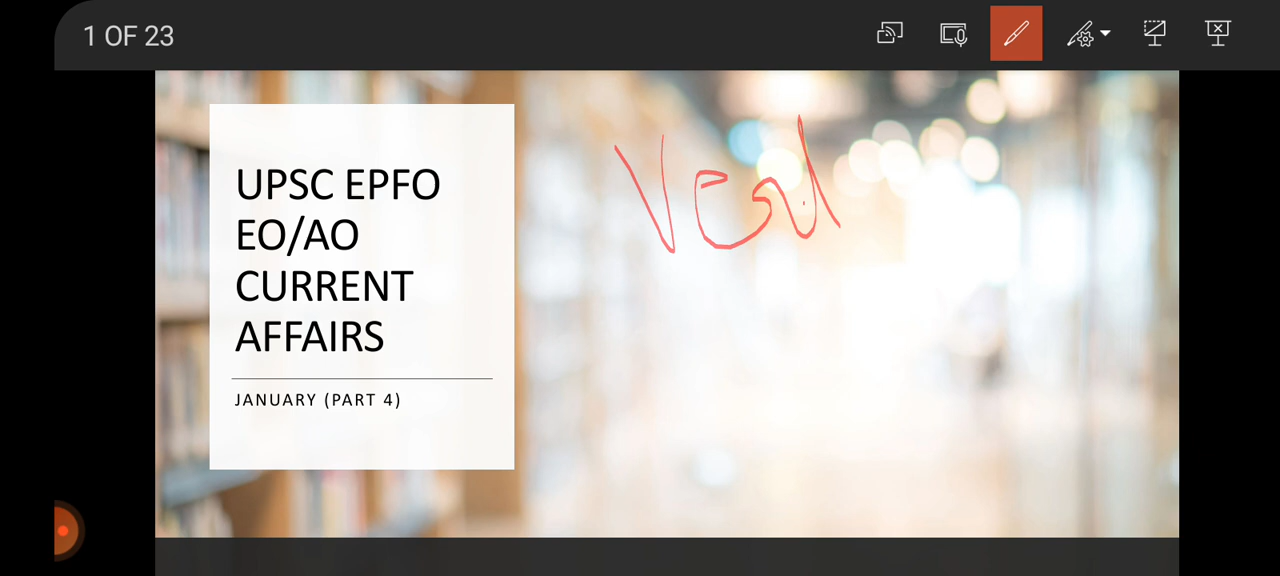 1 OF 23
UPSC EPFO
EO/AO
CURRENT
AFFAIRS
JANUARY (PART 4)